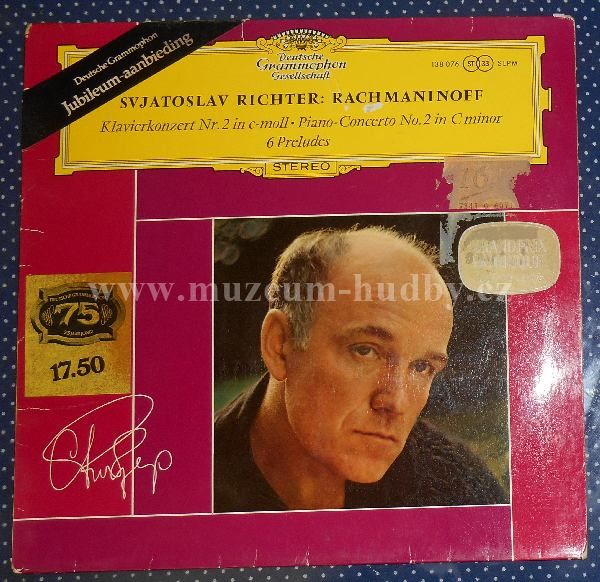 Deutsche Grammophon
Jubileum-aanbieding
Deutsche
Grammophon
Gesellschaft
138 076 ST 33 SLPM
SVJATOSLAV RICHTER: RACHMANINOFF
Klavierkonzert Nr. 2 in c-moll · Piano-Concerto No. 2 in C minor
6 Preludes
STEREO
16
75
17.50
www.muzeum-hudby.cz